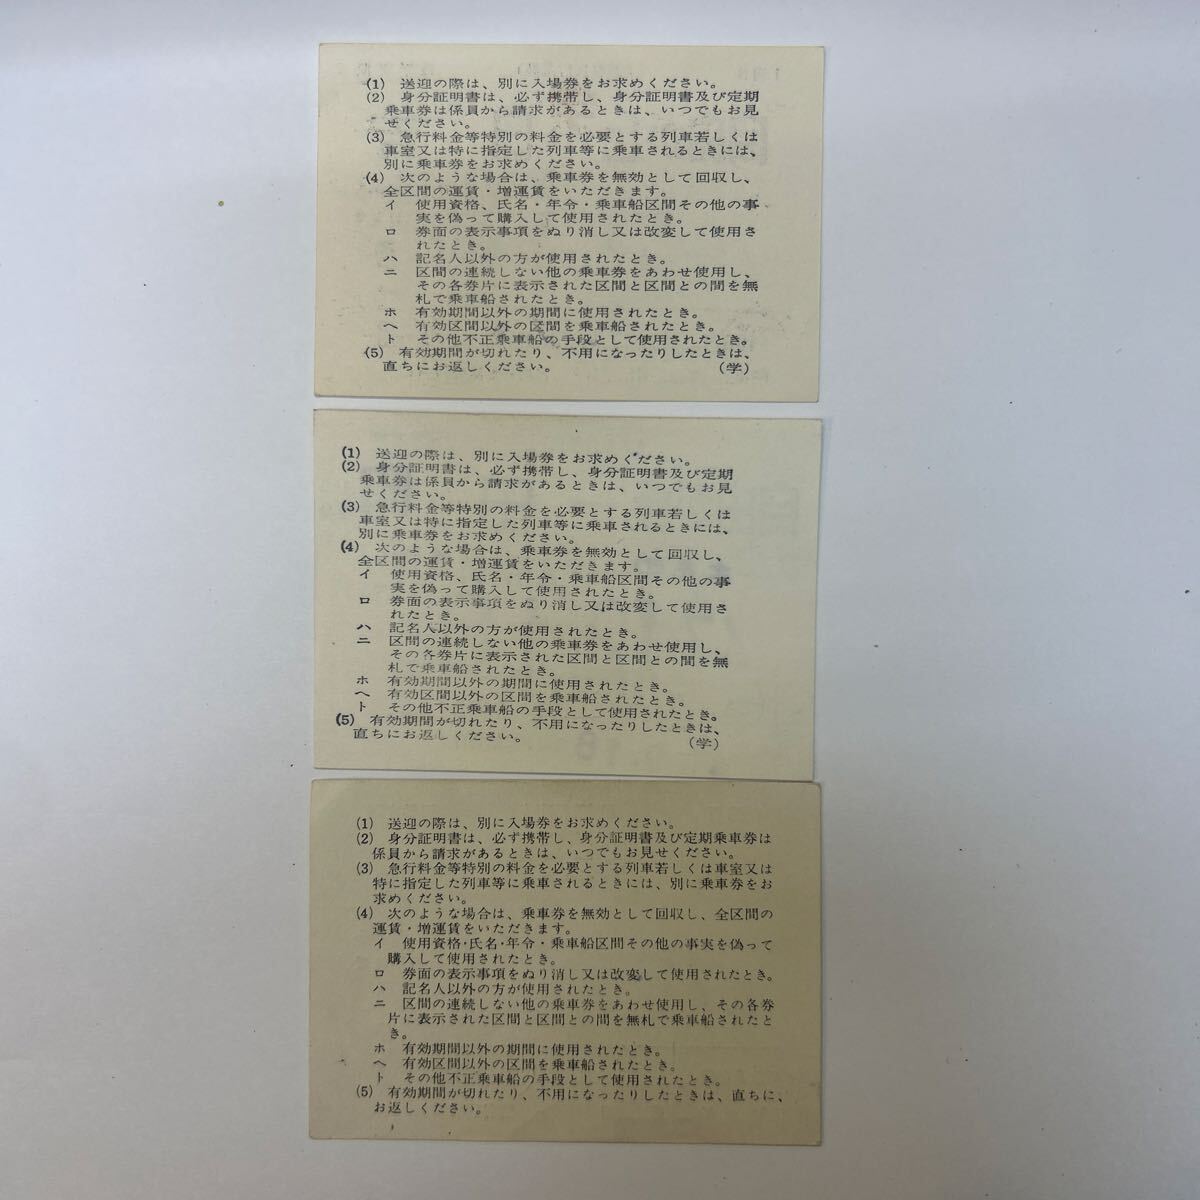 (1) 送迎の際は、別に入場券をお求めください。
(2) 身分証明書は、必ず携帯し、身分証明書及び定期
乗車券は係員から請求があるときは、いつでもお見
せください。
(3) 急行料金等特別の料金を必要とする列車若しくは
車室又は特に指定した列車等に乗車されるときには、
別に乗車券をお求めください。
(4) 次のような場合は、乗車券を無効として回収し、
全区間の運賃・増運賃をいただきます。
イ 使用資格、氏名・年令・乗車船区間その他の事
実を偽って購入して使用されたとき。
ロ 券面の表示事項をぬり消し又は改変して使用さ
れたとき。
ハ 記名人以外の方が使用されたとき。
ニ 区間の連続しない他の乗車券をあわせ使用し、
その各券片に表示された区間と区間との間を無
札で乗車船されたとき。
ホ 有効期間以外の期間に使用されたとき。
ヘ 有効区間以外の区間を乗車船されたとき。
ト その他不正乗車船の手段として使用されたとき。
(5) 有効期間が切れたり、不用になったりしたときは、
直ちにお返しください。 (学)
(1) 送迎の際は、別に入場券をお求めください。
(2) 身分証明書は、必ず携帯し、身分証明書及び定期
乗車券は係員から請求があるときは、いつでもお見
せください。
(3) 急行料金等特別の料金を必要とする列車若しくは
車室又は特に指定した列車等に乗車されるときには、
別に乗車券をお求めください。
(4) 次のような場合は、乗車券を無効として回収し、
全区間の運賃・増運賃をいただきます。
イ 使用資格、氏名・年令・乗車船区間その他の事
実を偽って購入して使用されたとき。
ロ 券面の表示事項をぬり消し又は改変して使用さ
れたとき。
ハ 記名人以外の方が使用されたとき。
ニ 区間の連続しない他の乗車券をあわせ使用し、
その各券片に表示された区間と区間との間を無
札で乗車船されたとき。
ホ 有効期間以外の期間に使用されたとき。
ヘ 有効区間以外の区間を乗車船されたとき。
ト その他不正乗車船の手段として使用されたとき。
(5) 有効期間が切れたり、不用になったりしたときは、
直ちにお返しください。 (学)
(1) 送迎の際は、別に入場券をお求めください。
(2) 身分証明書は、必ず携帯し、身分証明書及び定期乗車券は
係員から請求があるときは、いつでもお見せください。
(3) 急行料金等特別の料金を必要とする列車若しくは車室又は
特に指定した列車等に乗車されるときには、別に乗車券をお
求めください。
(4) 次のような場合は、乗車券を無効として回収し、全区間の
運賃・増運賃をいただきます。
イ 使用資格・氏名・年令・乗車船区間その他の事実を偽って
購入して使用されたとき。
ロ 券面の表示事項をぬり消し又は改変して使用されたとき。
ハ 記名人以外の方が使用されたとき。
ニ 区間の連続しない他の乗車券をあわせ使用し、その各券
片に表示された区間と区間との間を無札で乗車船されたと
き。
ホ 有効期間以外の期間に使用されたとき。
ヘ 有効区間以外の区間を乗車船されたとき。
ト その他不正乗車船の手段として使用されたとき。
(5) 有効期間が切れたり、不用になったりしたときは、直ちに、
お返しください。